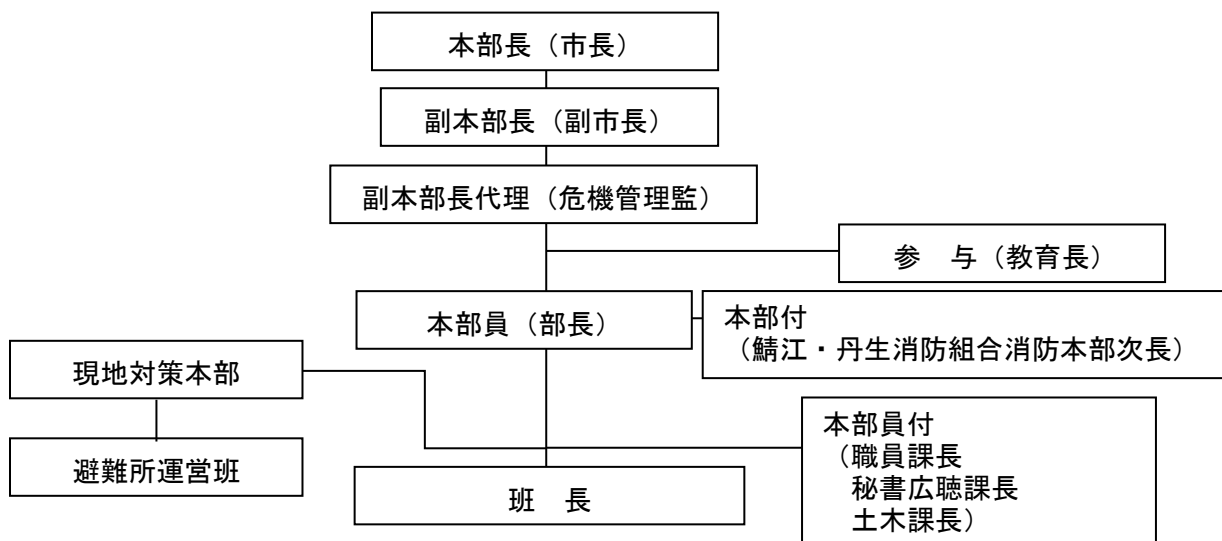 本部長（市長）
副本部長（副市長）
副本部長代理（危機管理監）
参　与（教育長）
本部員（部長）
本部付
（鯖江・丹生消防組合消防本部次長）
現地対策本部
避難所運営班
本部員付
（職員課長
秘書広聴課長
土木課長）
班　長